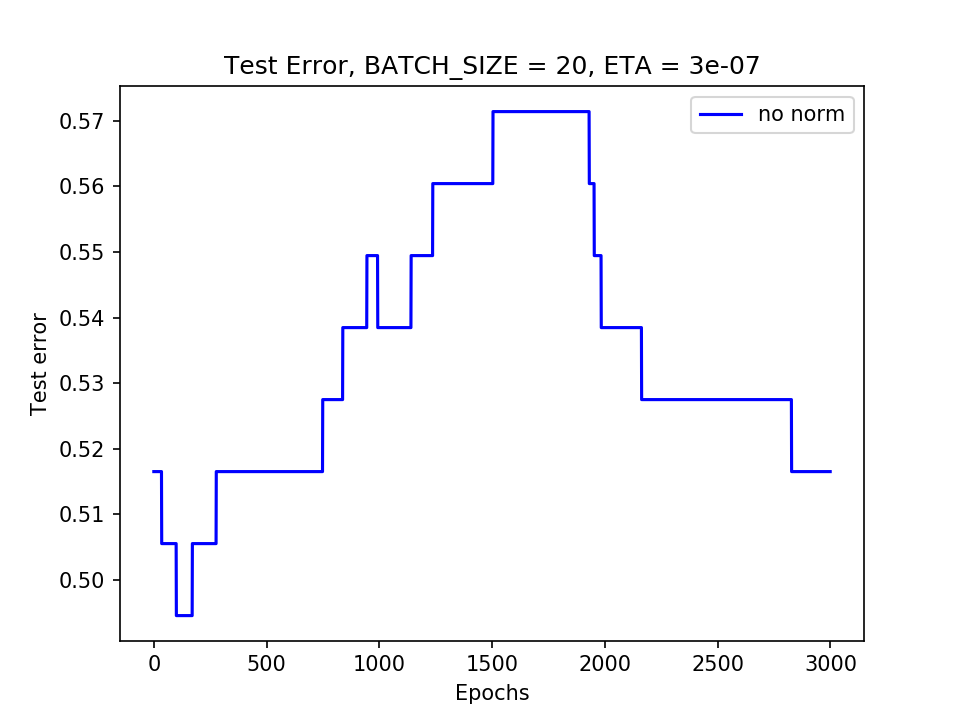 Test Error, BATCH_SIZE = 20, ETA = 3e-07
no norm
0.57
0.56
0.55
0.54
0.53
0.52
0.51
0.50
Test error
0 500 1000 1500 2000 2500 3000
Epochs